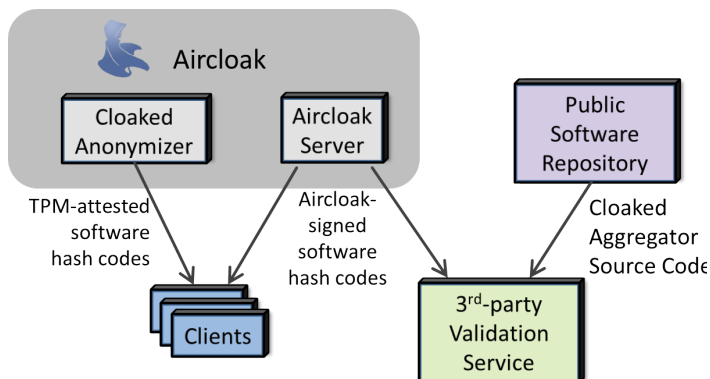 Aircloak
Cloaked
Anonymizer
Aircloak
Server
Public
Software
Repository
TPM-attested
software
hash codes
Aircloak-
signed
software
hash codes
Cloaked
Aggregator
Source Code
Clients
3rd-party
Validation
Service